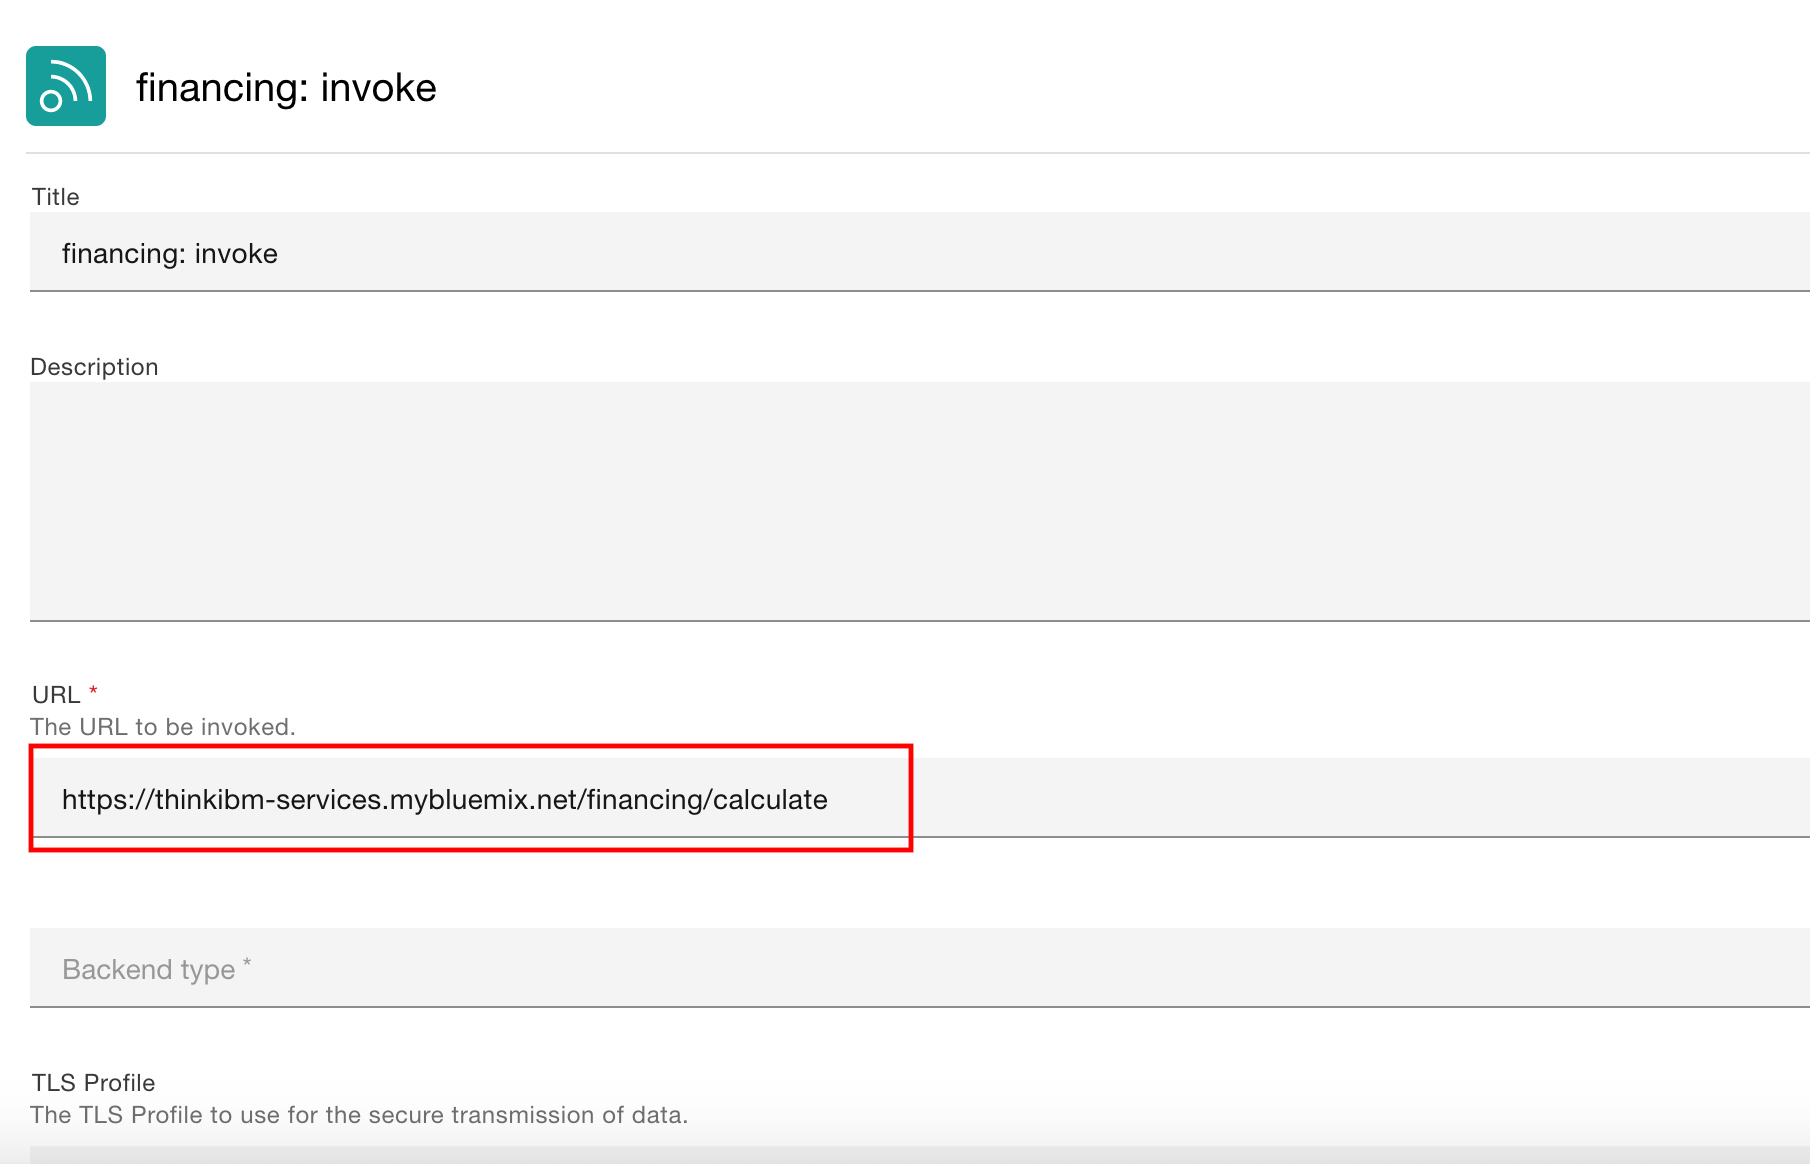 financing: invoke
Title
financing: invoke
Description
URL *
The URL to be invoked.
https://thinkibm-services.mybluemix.net/financing/calculate
Backend type *
TLS Profile
The TLS Profile to use for the secure transmission of data.